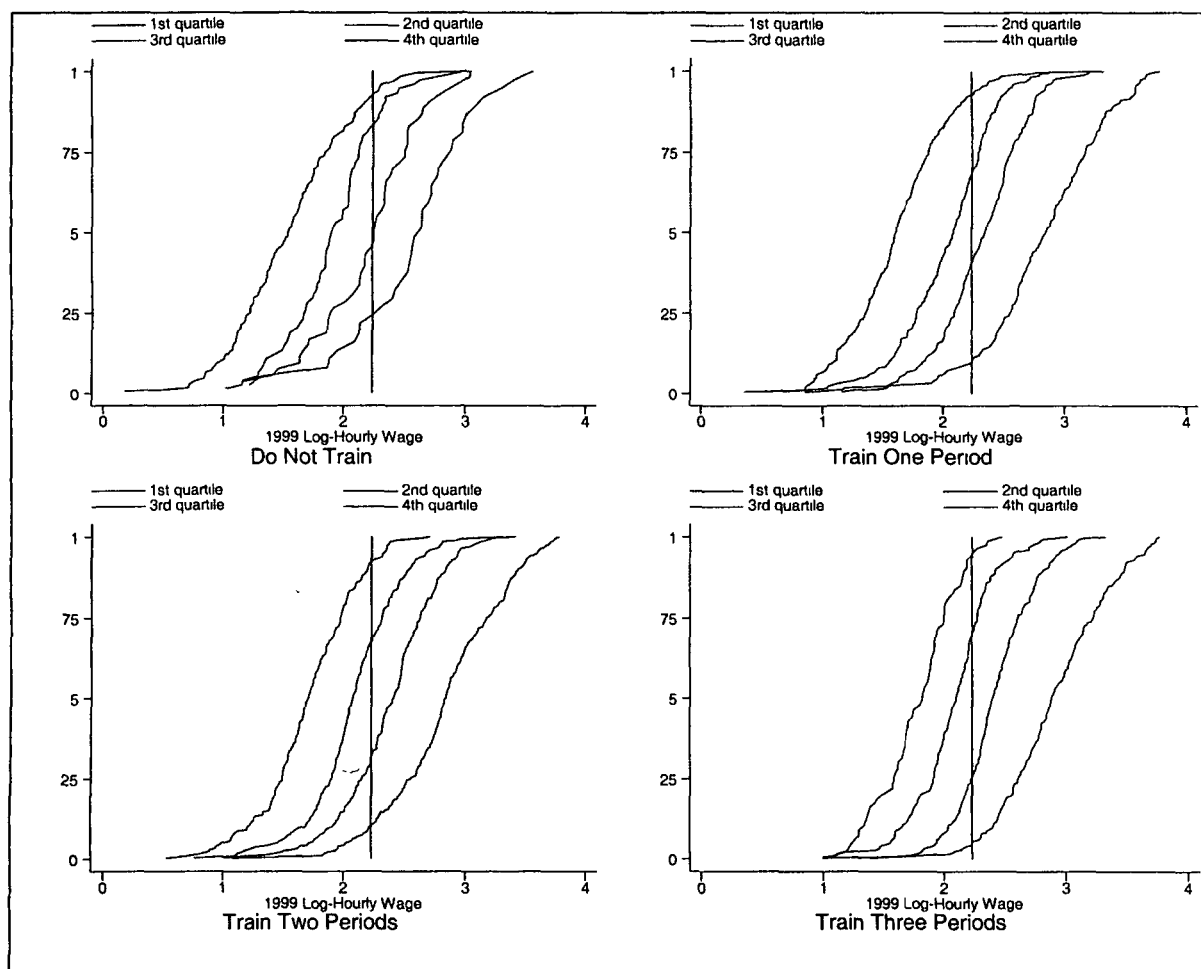 1st quartile 2nd quartile
3rd quartile 4th quartile
1
75
5
25
0
0 1 2 3 4
1999 Log-Hourly Wage
Do Not Train
1st quartile 2nd quartile
3rd quartile 4th quartile
1
75
5
25
0
0 1 2 3 4
1999 Log-Hourly Wage
Train One Period
1st quartile 2nd quartile
3rd quartile 4th quartile
1
75
5
25
0
0 1 2 3 4
1999 Log-Hourly Wage
Train Two Periods
1st quartile 2nd quartile
3rd quartile 4th quartile
1
75
5
25
0
0 1 2 3 4
1999 Log-Hourly Wage
Train Three Periods